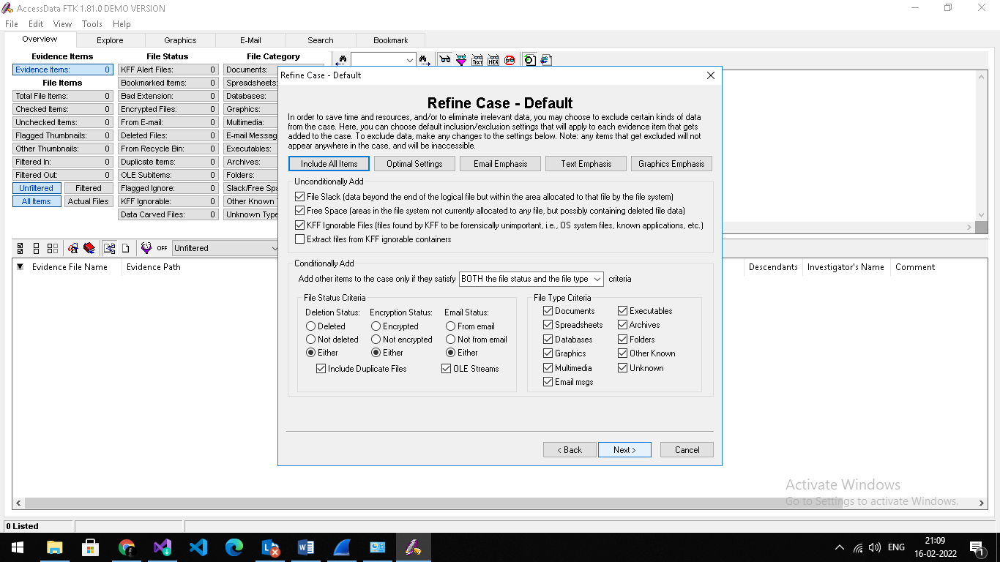 AccessData FTK 1.81.0 DEMO VERSION
File Edit View Tools Help
Overview Explore Graphics E-Mail Search Bookmark
Evidence Items File Status File Category
Evidence Items: 0 KFF Alert Files: 0 Documents:
File Items Bookmarked Items: 0 Spreadsheets:
Total File Items: 0 Bad Extension: 0 Databases:
Checked Items: 0 Encrypted Files: 0 Graphics:
Unchecked Items: 0 From E-mail: 0 Multimedia:
Flagged Thumbnails: 0 Deleted Files: 0 E-mail Messag
Other Thumbnails: 0 From Recycle Bin: 0 Executables:
Filtered In: 0 Duplicate Items: 0 Archives:
Filtered Out: 0 OLE Subitems: 0 Folders:
Unfiltered Filtered Flagged Ignore: 0 Slack/Free Spa
All Items Actual Files KFF Ignorable: 0 Other Known
Data Carved Files: 0 Unknown Type
TEXT HEX
OFF Unfiltered
Evidence File Name Evidence Path Descendants Investigator's Name Comment
Refine Case - Default
Refine Case - Default
In order to save time and resources, and/or to eliminate irrelevant data, you may choose to exclude certain kinds of data
from the case. Here, you can choose default inclusion/exclusion settings that will apply to each evidence item that gets
added to the case. To exclude data, make any changes to the settings below. Note: any items that get excluded will not
appear anywhere in the case, and will be inaccessible.
Include All Items Optimal Settings Email Emphasis Text Emphasis Graphics Emphasis
Unconditionally Add
File Slack (data beyond the end of the logical file but within the area allocated to that file by the file system)
Free Space (areas in the file system not currently allocated to any file, but possibly containing deleted file data)
KFF Ignorable Files (files found by KFF to be forensically unimportant, i.e., OS system files, known applications, etc.)
Extract files from KFF ignorable containers
Conditionally Add
Add other items to the case only if they satisfy BOTH the file status and the file type criteria
File Status Criteria File Type Criteria
Deletion Status: Encryption Status: Email Status: Documents Executables
Deleted Encrypted From email Spreadsheets Archives
Not deleted Not encrypted Not from email Databases Folders
Either Either Either Graphics Other Known
Include Duplicate Files OLE Streams Multimedia Unknown
Email msgs
< Back Next > Cancel
Activate Windows
Go to Settings to activate Windows.
0 Listed
ENG 21:09
16-02-2022 1